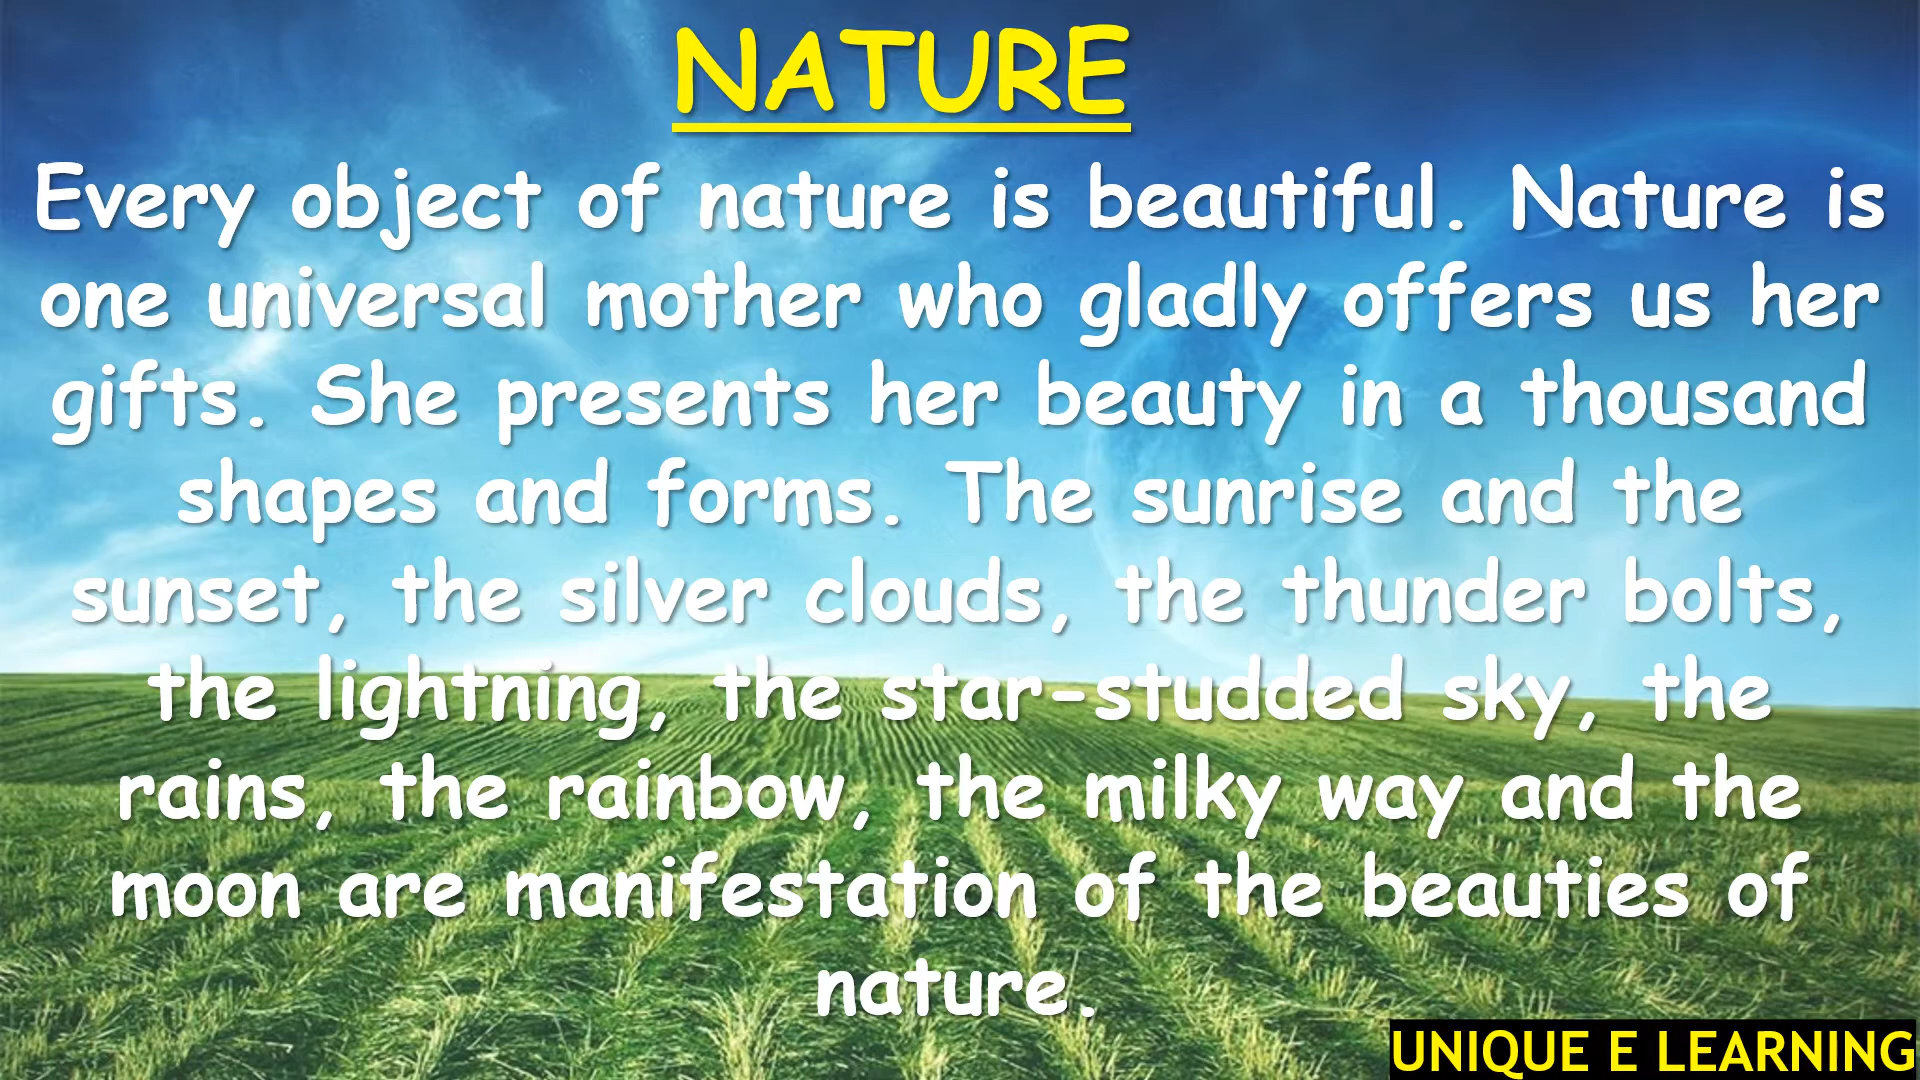 NATURE
Every object of nature is beautiful. Nature is
one universal mother who gladly offers us her
gifts. She presents her beauty in a thousand
shapes and forms. The sunrise and the
sunset, the silver clouds, the thunder bolts,
the lightning, the star-studded sky, the
rains, the rainbow, the milky way and the
moon are manifestation of the beauties of
nature.
UNIQUE E LEARNING